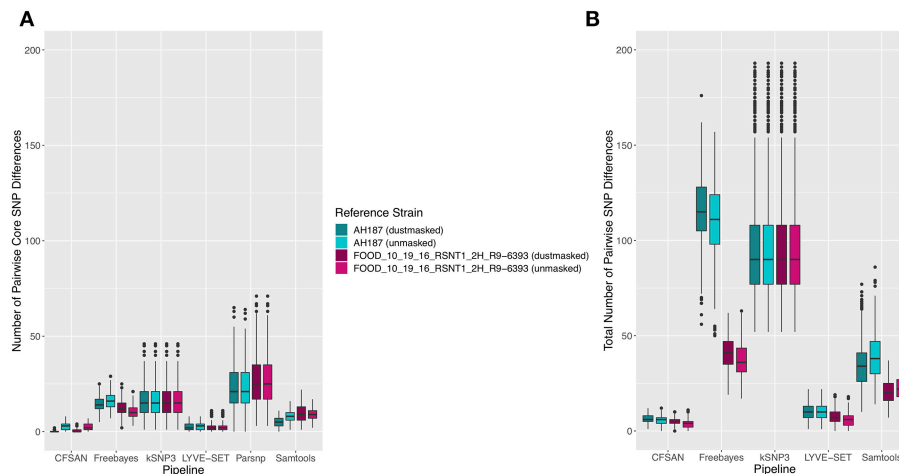 A
Number of Pairwise Core SNP Differences
200
150
100
50
0
CFSAN Freebayes kSNP3 LYVE-SET Parsnp Samtools
Pipeline
Reference Strain
AH187 (dustmasked)
AH187 (unmasked)
FOOD_10_19_16_RSNT1_2H_R9-6393 (dustmasked)
FOOD_10_19_16_RSNT1_2H_R9-6393 (unmasked)
B
Total Number of Pairwise SNP Differences
200
150
100
50
0
CFSAN Freebayes kSNP3 LYVE-SET Samtools
Pipeline